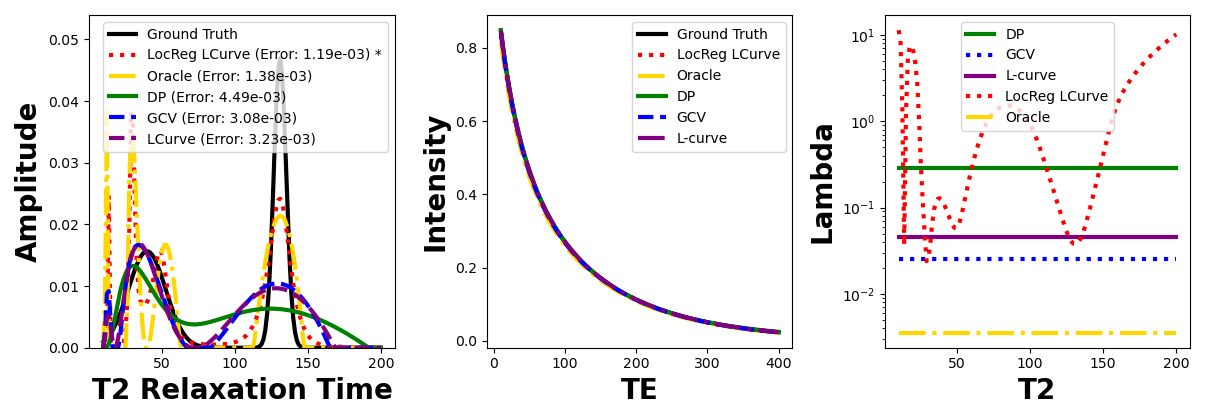 Amplitude
0.05
0.04
0.03
0.02
0.01
0.00
Ground Truth
LocReg LCurve (Error: 1.19e-03) *
Oracle (Error: 1.38e-03)
DP (Error: 4.49e-03)
GCV (Error: 3.08e-03)
LCurve (Error: 3.23e-03)
50 100 150 200
T2 Relaxation Time
Intensity
0.8
0.6
0.4
0.2
0.0
Ground Truth
LocReg LCurve
Oracle
DP
GCV
L-curve
0 100 200 300 400
TE
Lambda
10¹
10⁰
10⁻¹
10⁻²
DP
GCV
L-curve
LocReg LCurve
Oracle
50 100 150 200
T2